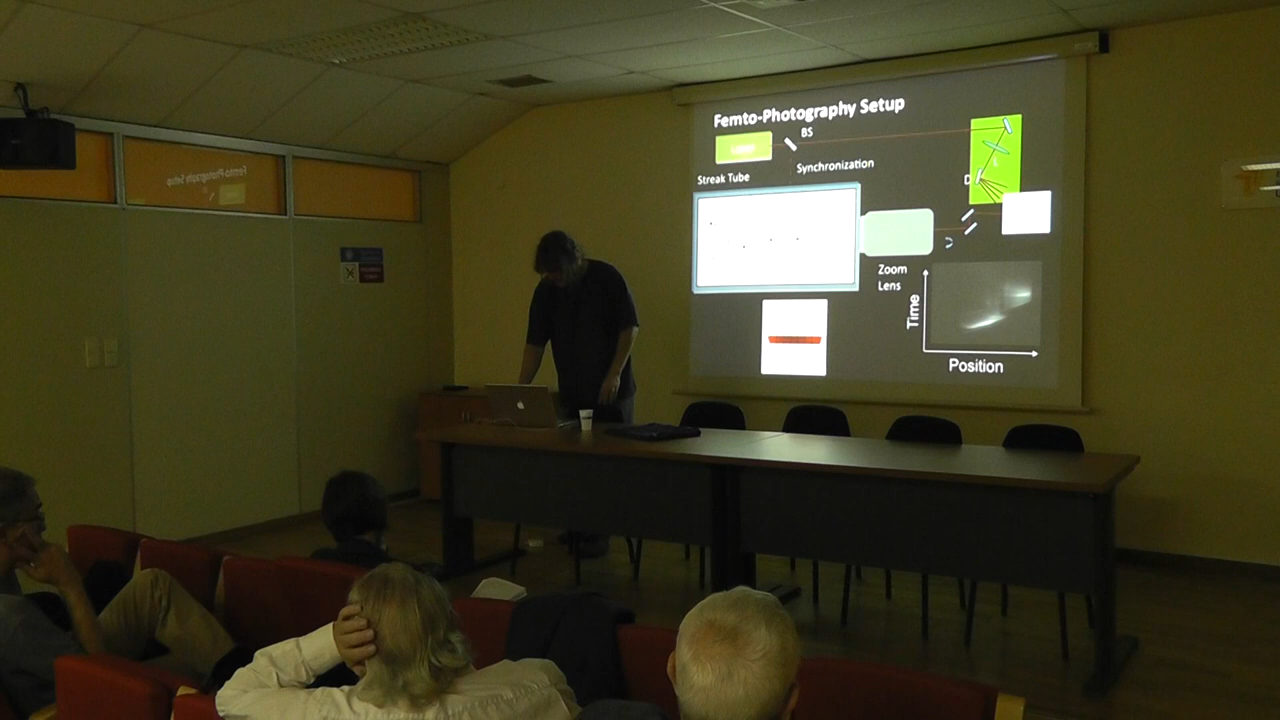 Femto-Photography Setup
BS
Synchronization
Streak Tube
D
Zoom
Lens
Time
Position